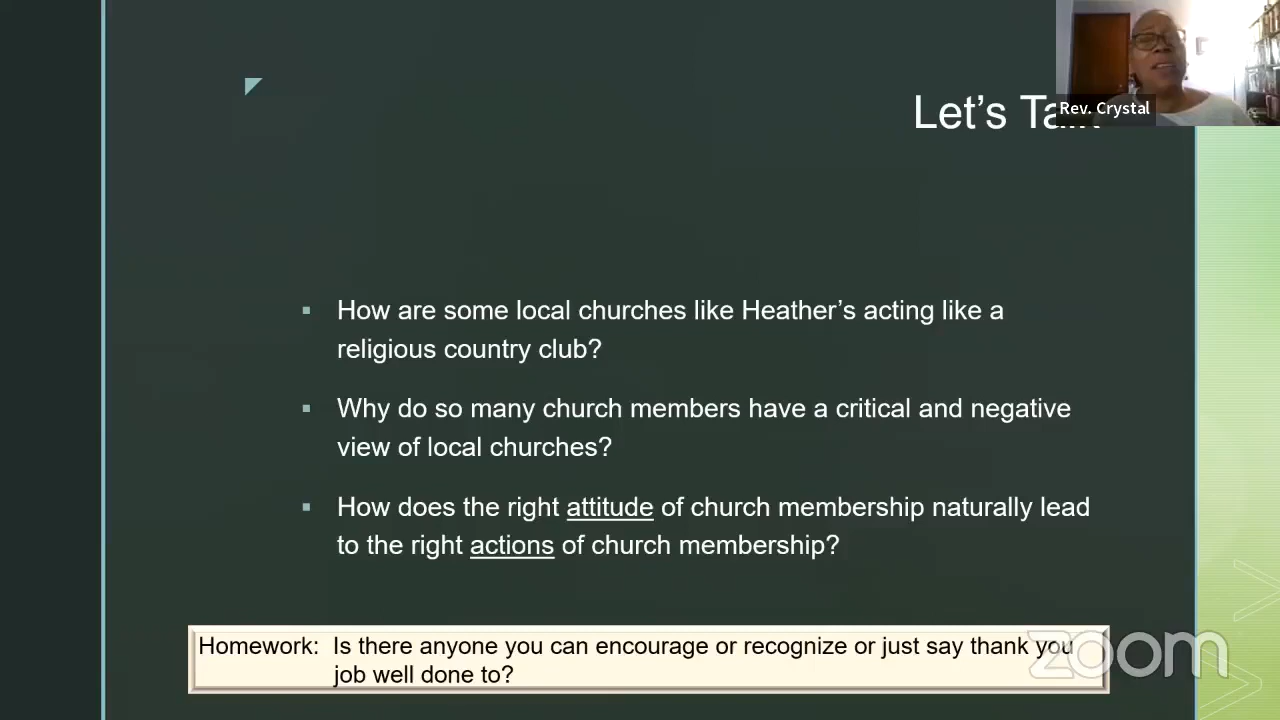 Let's Talk
Rev. Crystal
▪ How are some local churches like Heather's acting like a
religious country club?
▪ Why do so many church members have a critical and negative
view of local churches?
▪ How does the right attitude of church membership naturally lead
to the right actions of church membership?
Homework: Is there anyone you can encourage or recognize or just say thank you
job well done to?
zoom